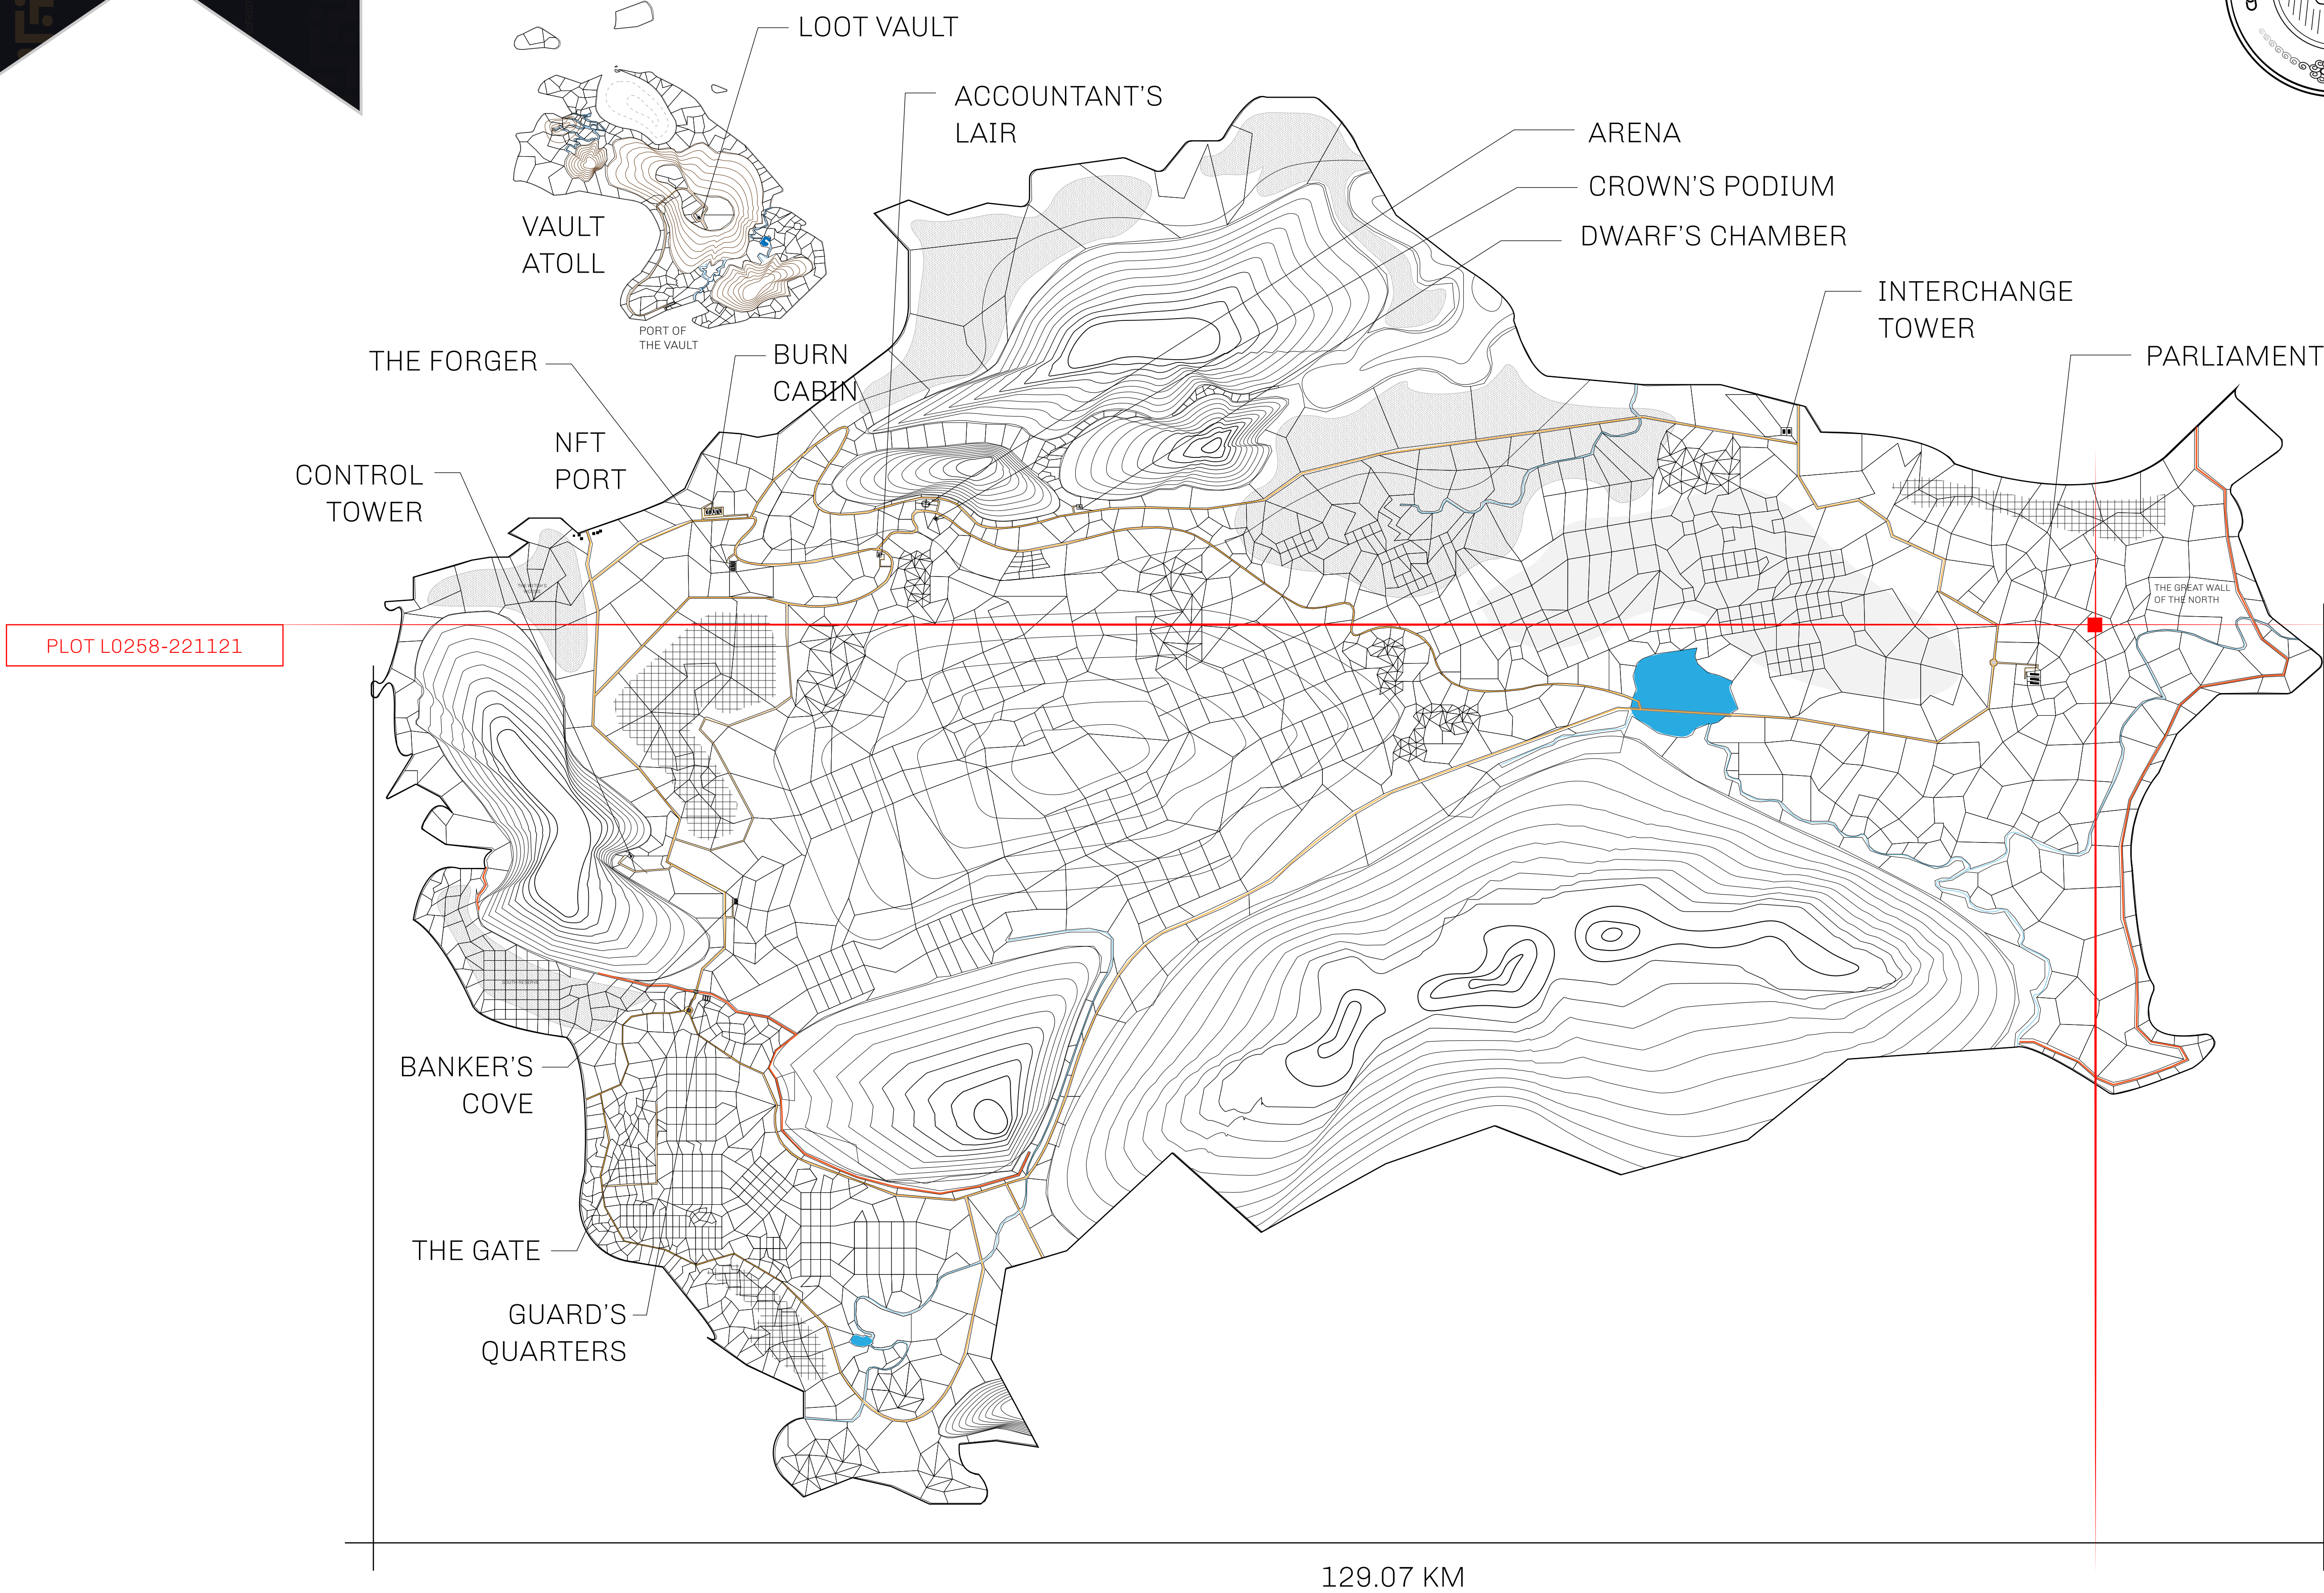 LOOT VAULT
ACCOUNTANT'S
LAIR
ARENA
CROWN'S PODIUM
DWARF'S CHAMBER
VAULT
ATOLL
INTERCHANGE
TOWER
PORT OF
THE VAULT
PARLIAMENT
THE FORGER
BURN
CABIN
NFT
PORT
CONTROL
TOWER
THE GREAT WALL
OF THE NORTH
PLOT L0258-221121
SOUTH RESERVE
BANKER'S
COVE
THE GATE
GUARD'S
QUARTERS
129.07 KM